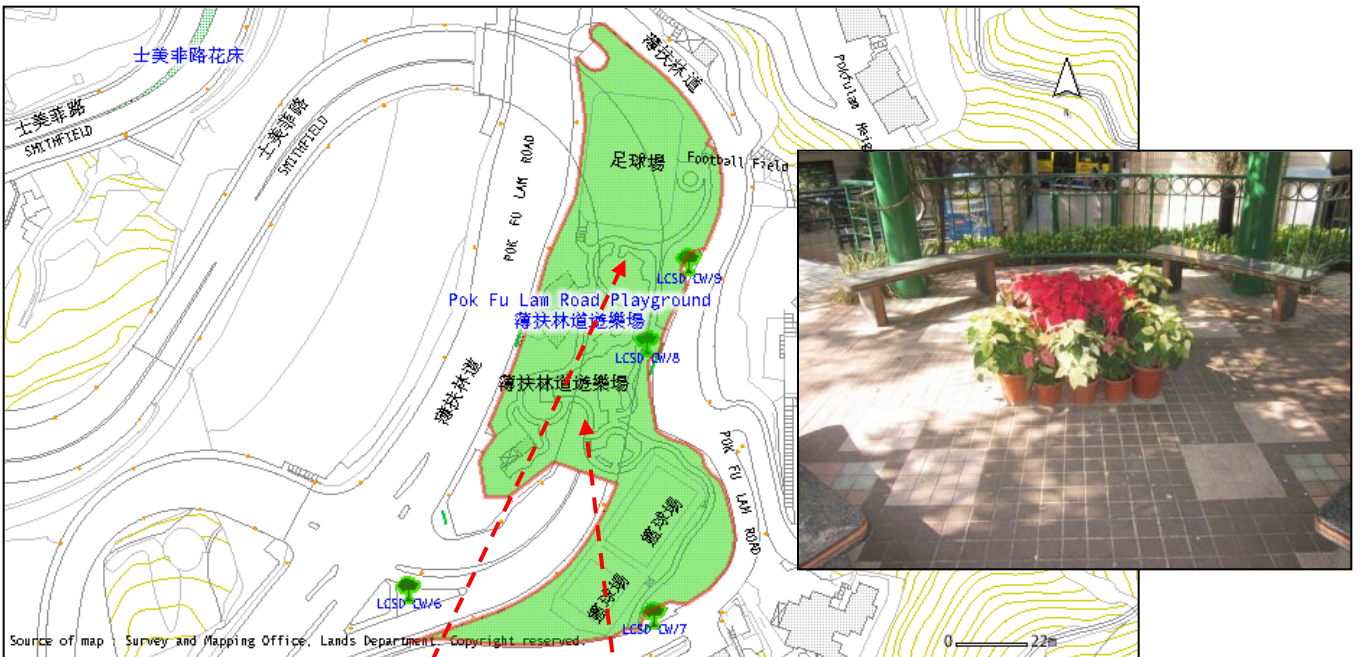 士美非路花床
士美菲路
SMITHFIELD
士美菲路
SMITHFIELD
薄扶林道
Pokfulam Heig
POK FU LAM ROAD
足球場
Football Field
LCSD CW/9
Pok Fu Lam Road Playground
薄扶林道遊樂場
LCSD CW/8
薄扶林道遊樂場
薄扶林道
POK FU LAM ROAD
籃球場
籃球場
LCSD CW/6
LCSD CW/7
N
Source of map : Survey and Mapping Office, Lands Department. Copyright reserved.
0 22m